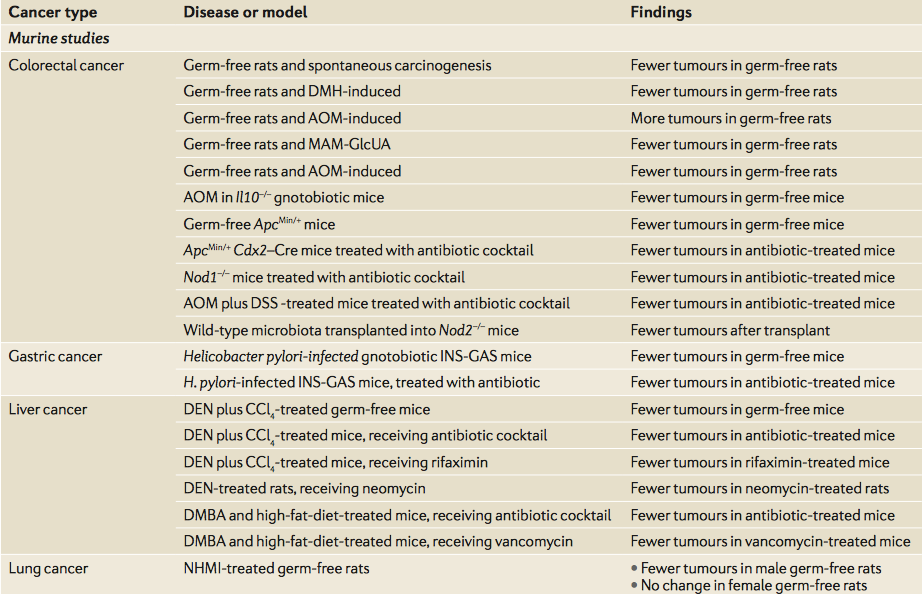 Cancer type Disease or model Findings
Murine studies
Colorectal cancer Germ-free rats and spontaneous carcinogenesis Fewer tumours in germ-free rats
Germ-free rats and DMH-induced Fewer tumours in germ-free rats
Germ-free rats and AOM-induced More tumours in germ-free rats
Germ-free rats and MAM-GlcUA Fewer tumours in germ-free rats
Germ-free rats and AOM-induced Fewer tumours in germ-free rats
AOM in Il10–/– gnotobiotic mice Fewer tumours in germ-free mice
Germ-free ApcMin/+ mice Fewer tumours in germ-free mice
ApcMin/+ Cdx2–Cre mice treated with antibiotic cocktail Fewer tumours in antibiotic-treated mice
Nod1–/– mice treated with antibiotic cocktail Fewer tumours in antibiotic-treated mice
AOM plus DSS -treated mice treated with antibiotic cocktail Fewer tumours in antibiotic-treated mice
Wild-type microbiota transplanted into Nod2–/– mice Fewer tumours after transplant
Gastric cancer Helicobacter pylori-infected gnotobiotic INS-GAS mice Fewer tumours in germ-free mice
H. pylori-infected INS-GAS mice, treated with antibiotic Fewer tumours in antibiotic-treated mice
Liver cancer DEN plus CCl4-treated germ-free mice Fewer tumours in germ-free mice
DEN plus CCl4-treated mice, receiving antibiotic cocktail Fewer tumours in antibiotic-treated mice
DEN plus CCl4-treated mice, receiving rifaximin Fewer tumours in rifaximin-treated mice
DEN-treated rats, receiving neomycin Fewer tumours in neomycin-treated rats
DMBA and high-fat-diet-treated mice, receiving antibiotic cocktail Fewer tumours in antibiotic-treated mice
DMBA and high-fat-diet-treated mice, receiving vancomycin Fewer tumours in vancomycin-treated mice
Lung cancer NHMI-treated germ-free rats • Fewer tumours in male germ-free rats
• No change in female germ-free rats